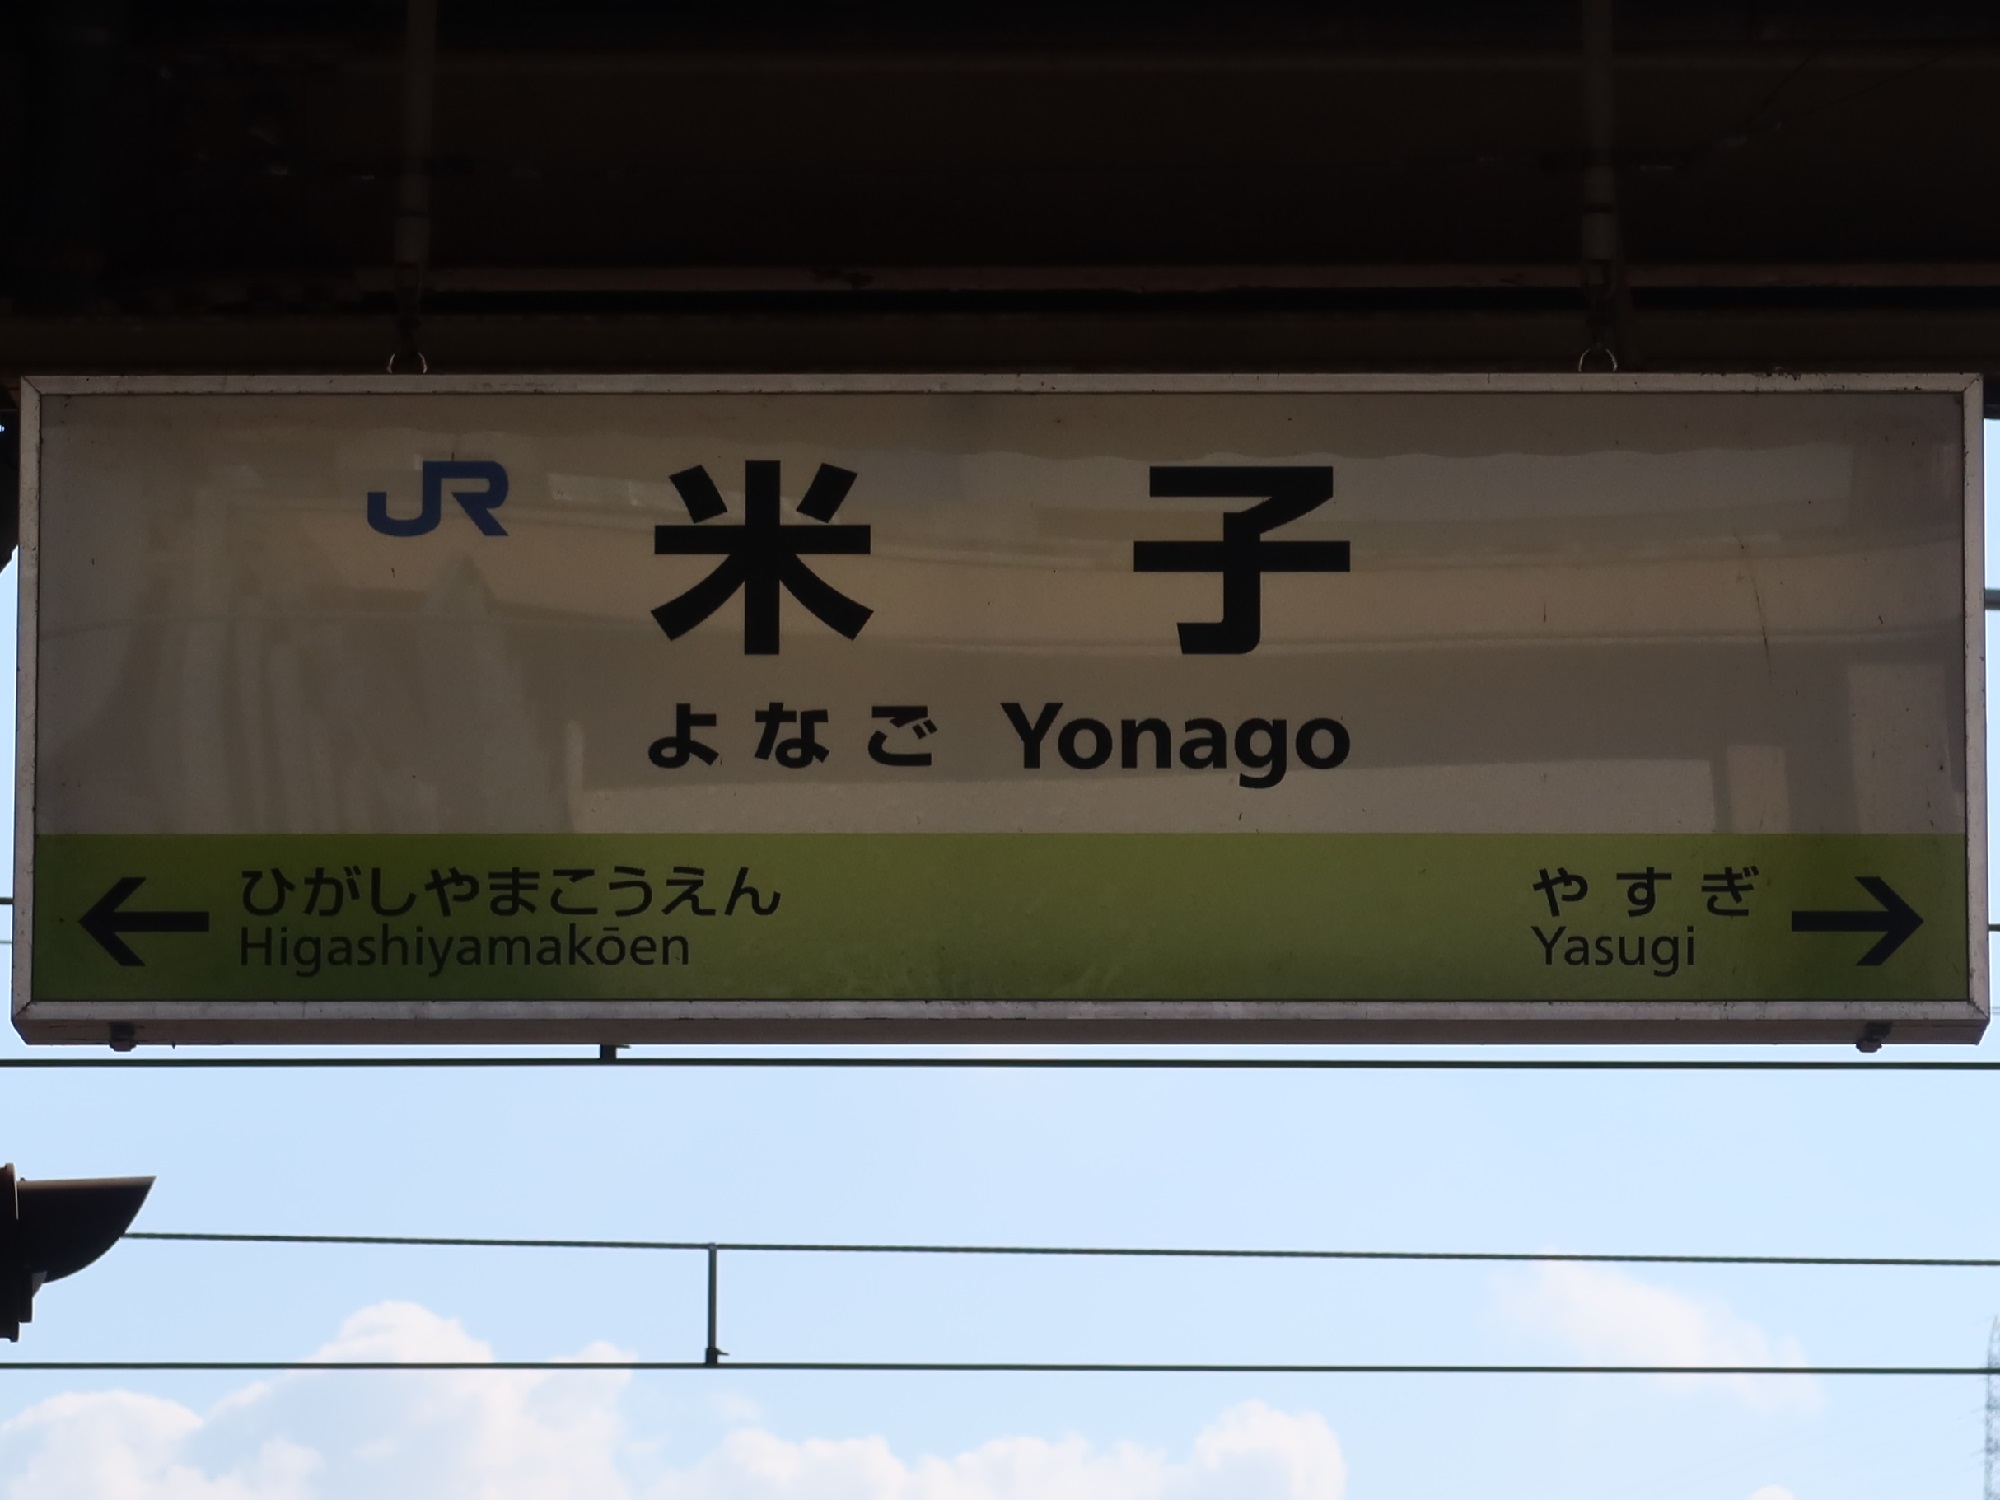 JR 米子
よなご Yonago
← ひがしやまこうえん やすぎ →
Higashiyamakōen Yasugi